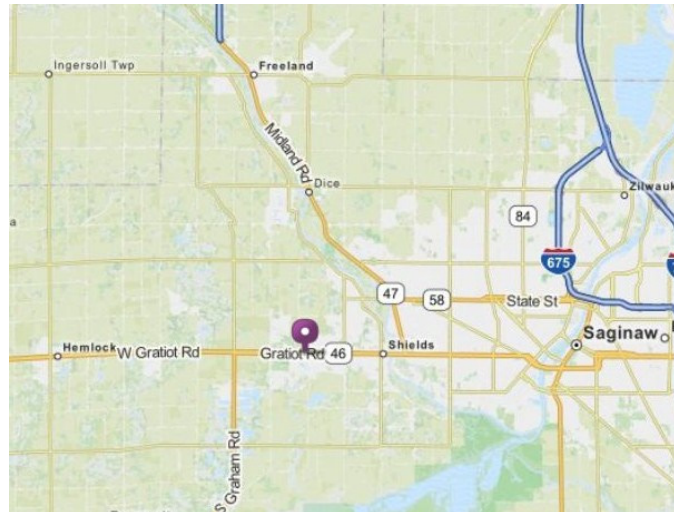 Ingersoll Twp
Freeland
Midland Rd
Dice
Zilwauk
84
a
675
47
58
State St
Saginaw
Hemlock
W Gratiot Rd
Gratiot Rd
46
Shields
S Graham Rd